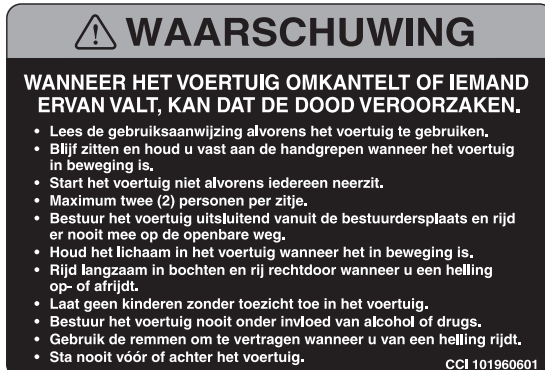 WAARSCHUWING
WANNEER HET VOERTUIG OMKANTELT OF IEMAND
ERVAN VALT, KAN DAT DE DOOD VEROORZAKEN.
• Lees de gebruiksaanwijzing alvorens het voertuig te gebruiken.
• Blijf zitten en houd u vast aan de handgrepen wanneer het voertuig
in beweging is.
• Start het voertuig niet alvorens iedereen neerzit.
• Maximum twee (2) personen per zitje.
• Bestuur het voertuig uitsluitend vanuit de bestuurdersplaats en rijd
er nooit mee op de openbare weg.
• Houd het lichaam in het voertuig wanneer het in beweging is.
• Rijd langzaam in bochten en rij rechtdoor wanneer u een helling
op- of afrijdt.
• Laat geen kinderen zonder toezicht toe in het voertuig.
• Bestuur het voertuig nooit onder invloed van alcohol of drugs.
• Gebruik de remmen om te vertragen wanneer u van een helling rijdt.
• Sta nooit vóór of achter het voertuig.
CCI 101960601